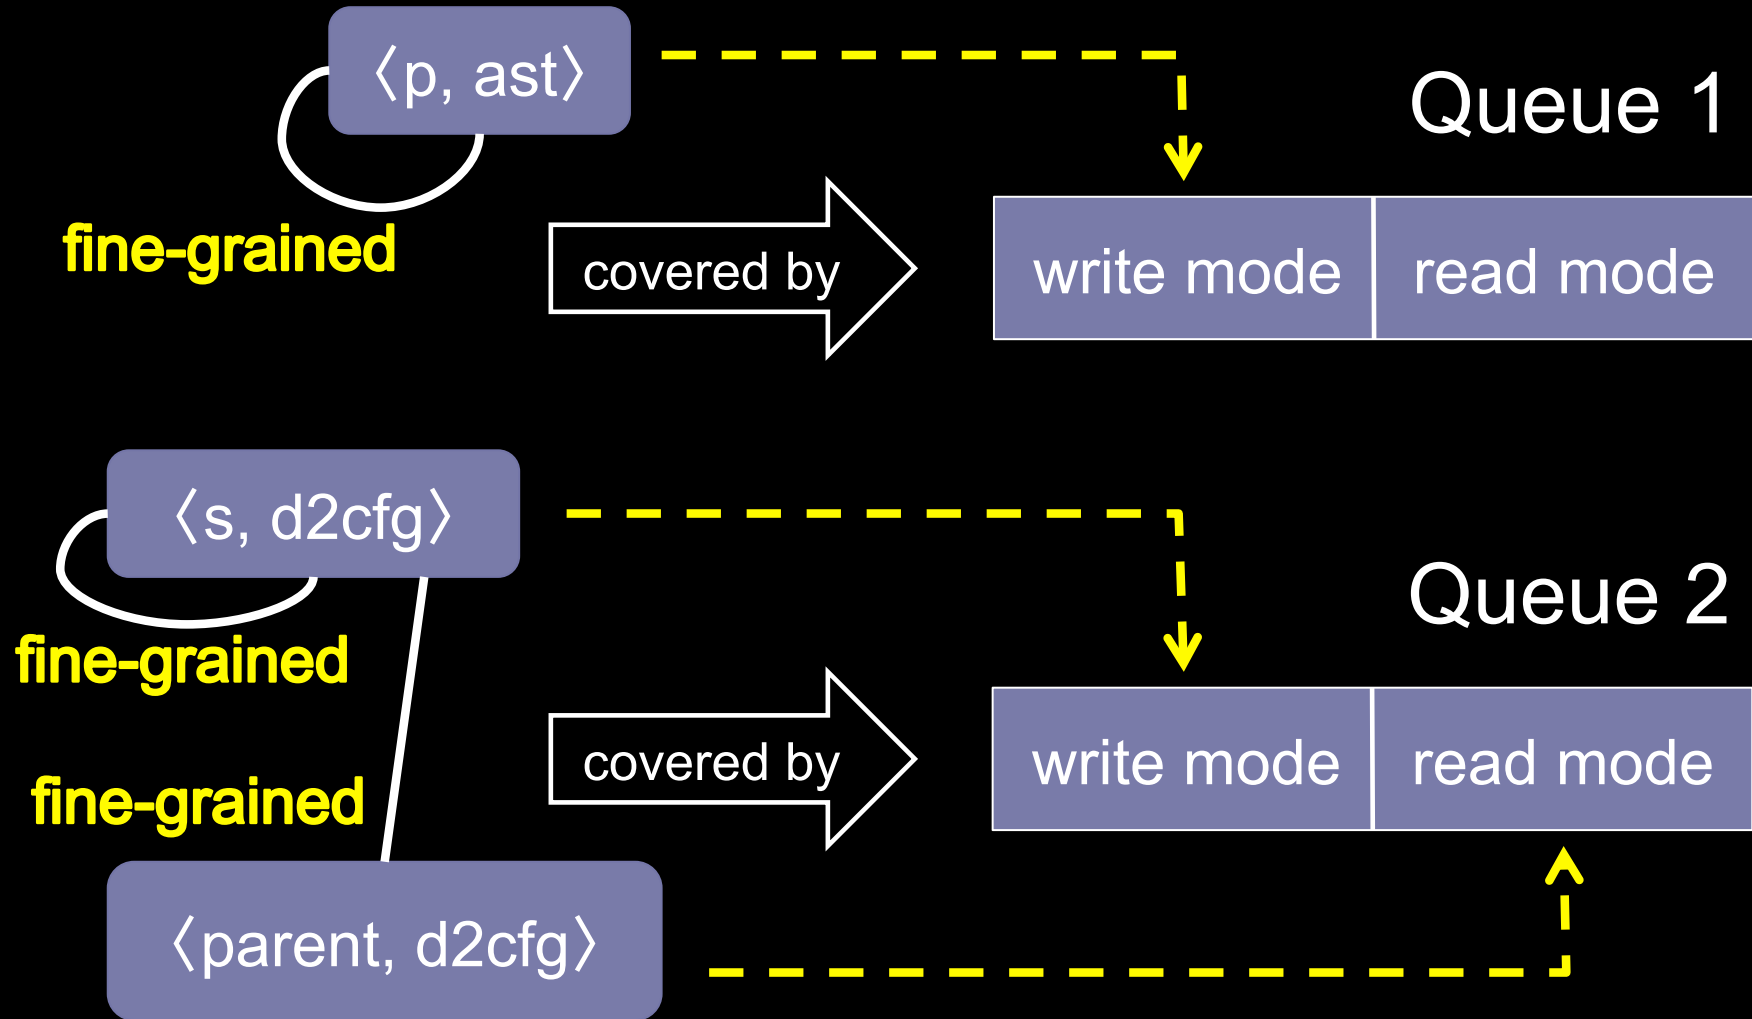 〈p, ast〉
Queue 1
fine-grained
covered by
write mode
read mode
〈s, d2cfg〉
Queue 2
fine-grained
fine-grained
covered by
write mode
read mode
〈parent, d2cfg〉